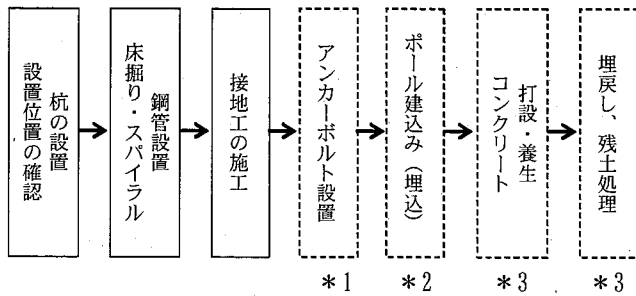 設置位置の確認
杭の設置
床掘り・スパイラル
鋼管設置
接地工の施工
アンカーボルト設置
ポール建込み（埋込）
コンクリート
打設・養生
埋戻し、残土処理
＊1
＊2
＊3
＊3